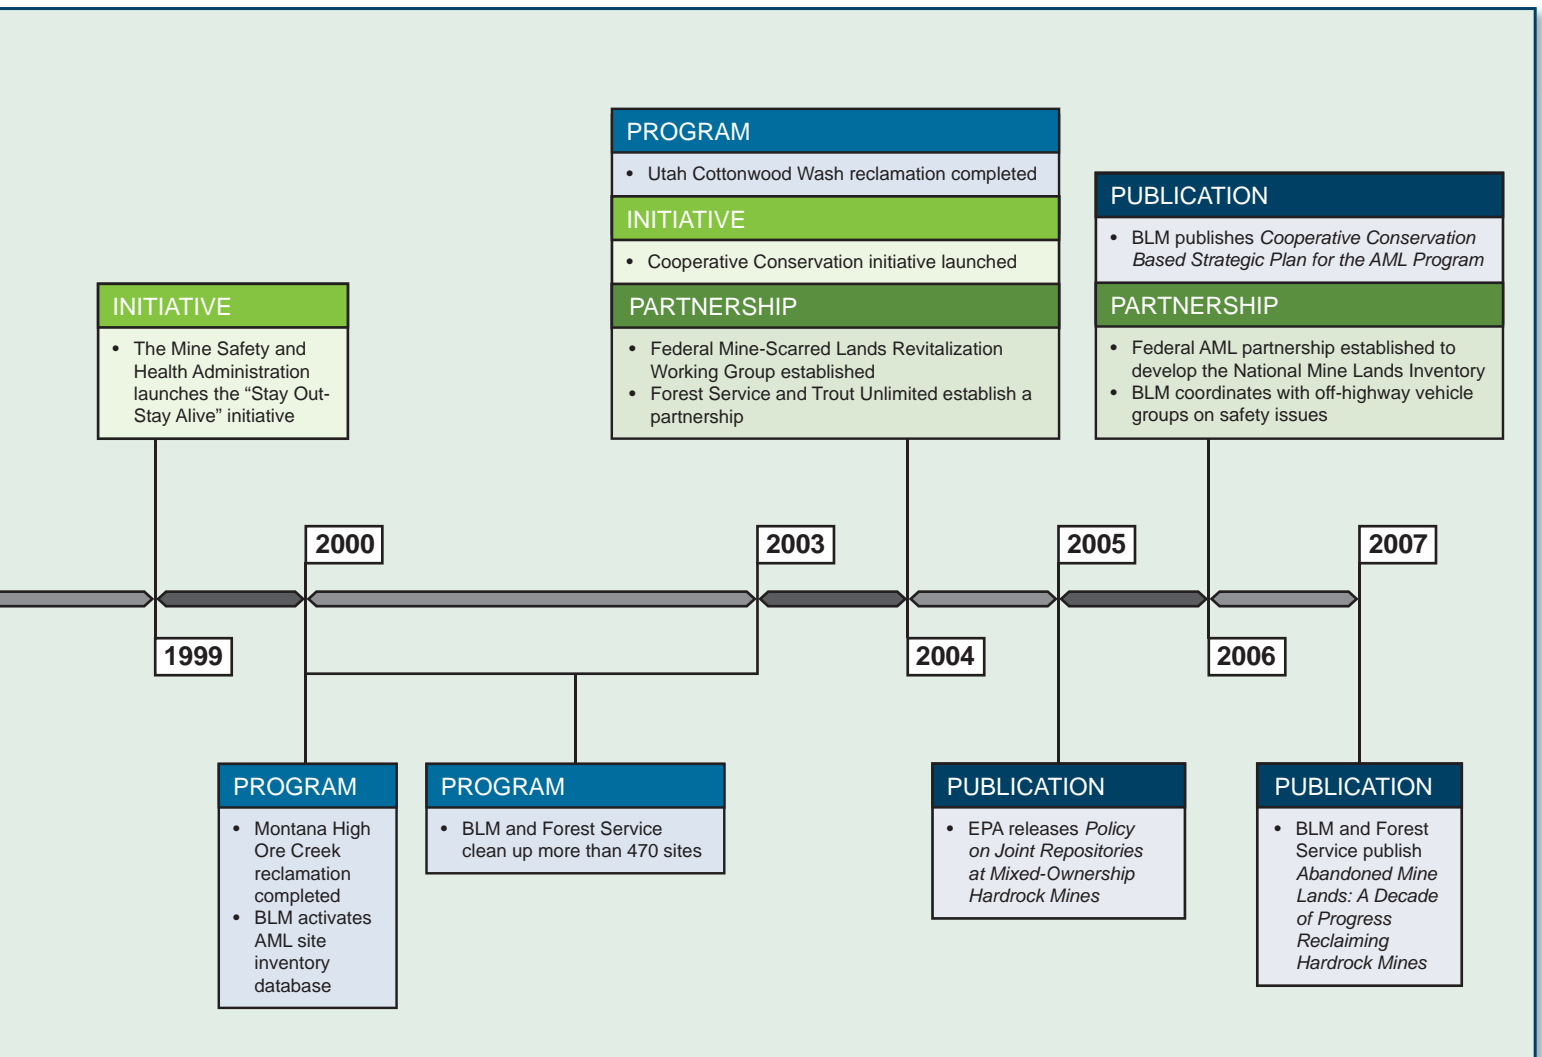 INITIATIVE
• The Mine Safety and
Health Administration
launches the “Stay Out-
Stay Alive” initiative
PROGRAM
• Utah Cottonwood Wash reclamation completed
INITIATIVE
• Cooperative Conservation initiative launched
PARTNERSHIP
• Federal Mine-Scarred Lands Revitalization
Working Group established
• Forest Service and Trout Unlimited establish a
partnership
PUBLICATION
• BLM publishes Cooperative Conservation
Based Strategic Plan for the AML Program
PARTNERSHIP
• Federal AML partnership established to
develop the National Mine Lands Inventory
• BLM coordinates with off-highway vehicle
groups on safety issues
2000
2003
2005
2007
1999
2004
2006
PROGRAM
• Montana High
Ore Creek
reclamation
completed
• BLM activates
AML site
inventory
database
PROGRAM
• BLM and Forest Service
clean up more than 470 sites
PUBLICATION
• EPA releases Policy
on Joint Repositories
at Mixed-Ownership
Hardrock Mines
PUBLICATION
• BLM and Forest
Service publish
Abandoned Mine
Lands: A Decade
of Progress
Reclaiming
Hardrock Mines